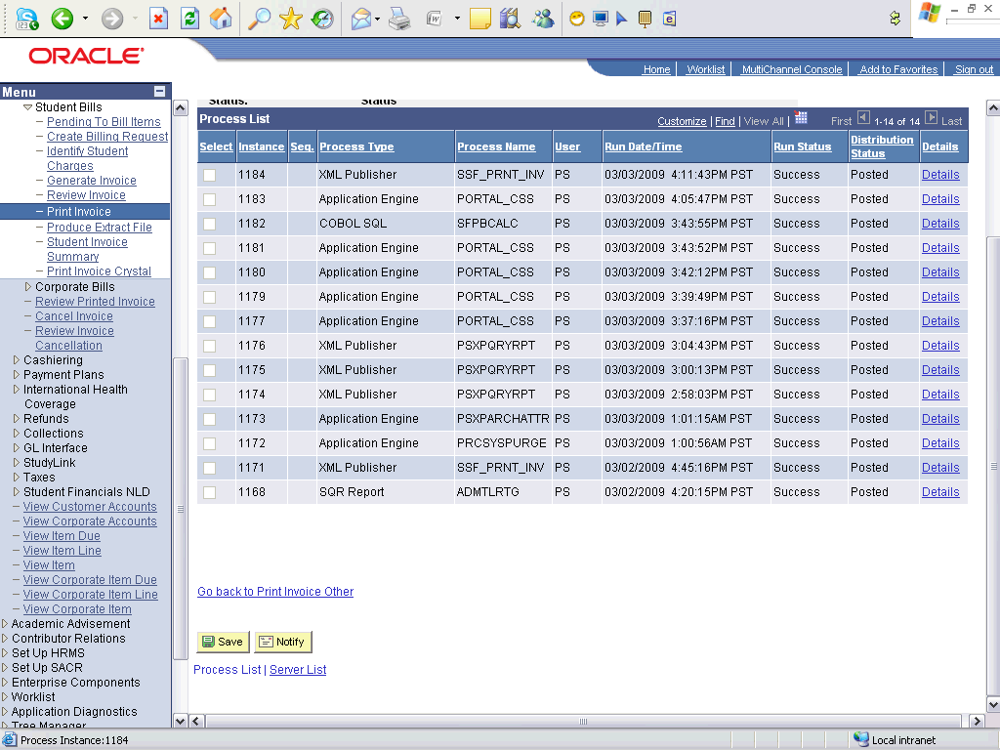 ORACLE®
Home
Worklist
MultiChannel Console
Add to Favorites
Sign out
Menu
Student Bills
– Pending To Bill Items
– Create Billing Request
– Identify Student
Charges
– Generate Invoice
– Review Invoice
– Print Invoice
– Produce Extract File
– Student Invoice
Summary
– Print Invoice Crystal
Corporate Bills
– Review Printed Invoice
– Cancel Invoice
– Review Invoice
Cancellation
Cashiering
Payment Plans
International Health
Coverage
Refunds
Collections
GL Interface
StudyLink
Taxes
Student Financials NLD
– View Customer Accounts
– View Corporate Accounts
– View Item Due
– View Item Line
– View Item
– View Corporate Item Due
– View Corporate Item Line
– View Corporate Item
Academic Advisement
Contributor Relations
Set Up HRMS
Set Up SACR
Enterprise Components
Worklist
Application Diagnostics
Tree Manager
Status: Status
Process List Customize | Find | View All | First 1-14 of 14 Last
Select Instance Seq. Process Type Process Name User Run Date/Time Run Status Distribution Status Details
1184 XML Publisher SSF_PRNT_INV PS 03/03/2009 4:11:43PM PST Success Posted Details
1183 Application Engine PORTAL_CSS PS 03/03/2009 4:05:47PM PST Success Posted Details
1182 COBOL SQL SFPBCALC PS 03/03/2009 3:43:55PM PST Success Posted Details
1181 Application Engine PORTAL_CSS PS 03/03/2009 3:43:52PM PST Success Posted Details
1180 Application Engine PORTAL_CSS PS 03/03/2009 3:42:12PM PST Success Posted Details
1179 Application Engine PORTAL_CSS PS 03/03/2009 3:39:49PM PST Success Posted Details
1177 Application Engine PORTAL_CSS PS 03/03/2009 3:37:16PM PST Success Posted Details
1176 XML Publisher PSXPQRYRPT PS 03/03/2009 3:04:43PM PST Success Posted Details
1175 XML Publisher PSXPQRYRPT PS 03/03/2009 3:00:13PM PST Success Posted Details
1174 XML Publisher PSXPQRYRPT PS 03/03/2009 2:58:03PM PST Success Posted Details
1173 Application Engine PSXPARCHATTR PS 03/03/2009 1:01:15AM PST Success Posted Details
1172 Application Engine PRCSYSPURGE PS 03/03/2009 1:00:56AM PST Success Posted Details
1171 XML Publisher SSF_PRNT_INV PS 03/02/2009 4:45:16PM PST Success Posted Details
1168 SQR Report ADMTLRTG PS 03/02/2009 4:20:15PM PST Success Posted Details
Go back to Print Invoice Other
Save Notify
Process List | Server List
Process Instance:1184
Local intranet